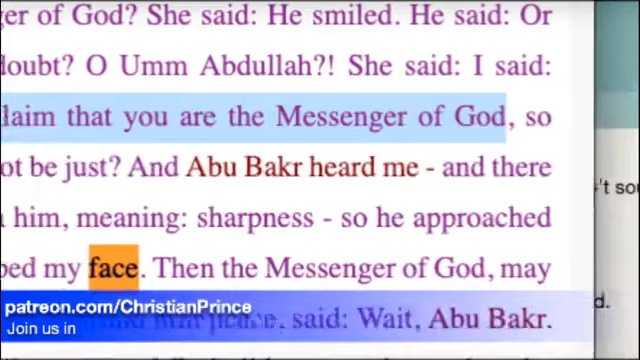 er of God? She said: He smiled. He said: Or
doubt? O Umm Abdullah?! She said: I said:
laim that you are the Messenger of God, so
ot be just? And Abu Bakr heard me - and there
him, meaning: sharpness - so he approached
ped my face. Then the Messenger of God, may
said: Wait, Abu Bakr.
't sou
d.
patreon.com/ChristianPrince
Join us in